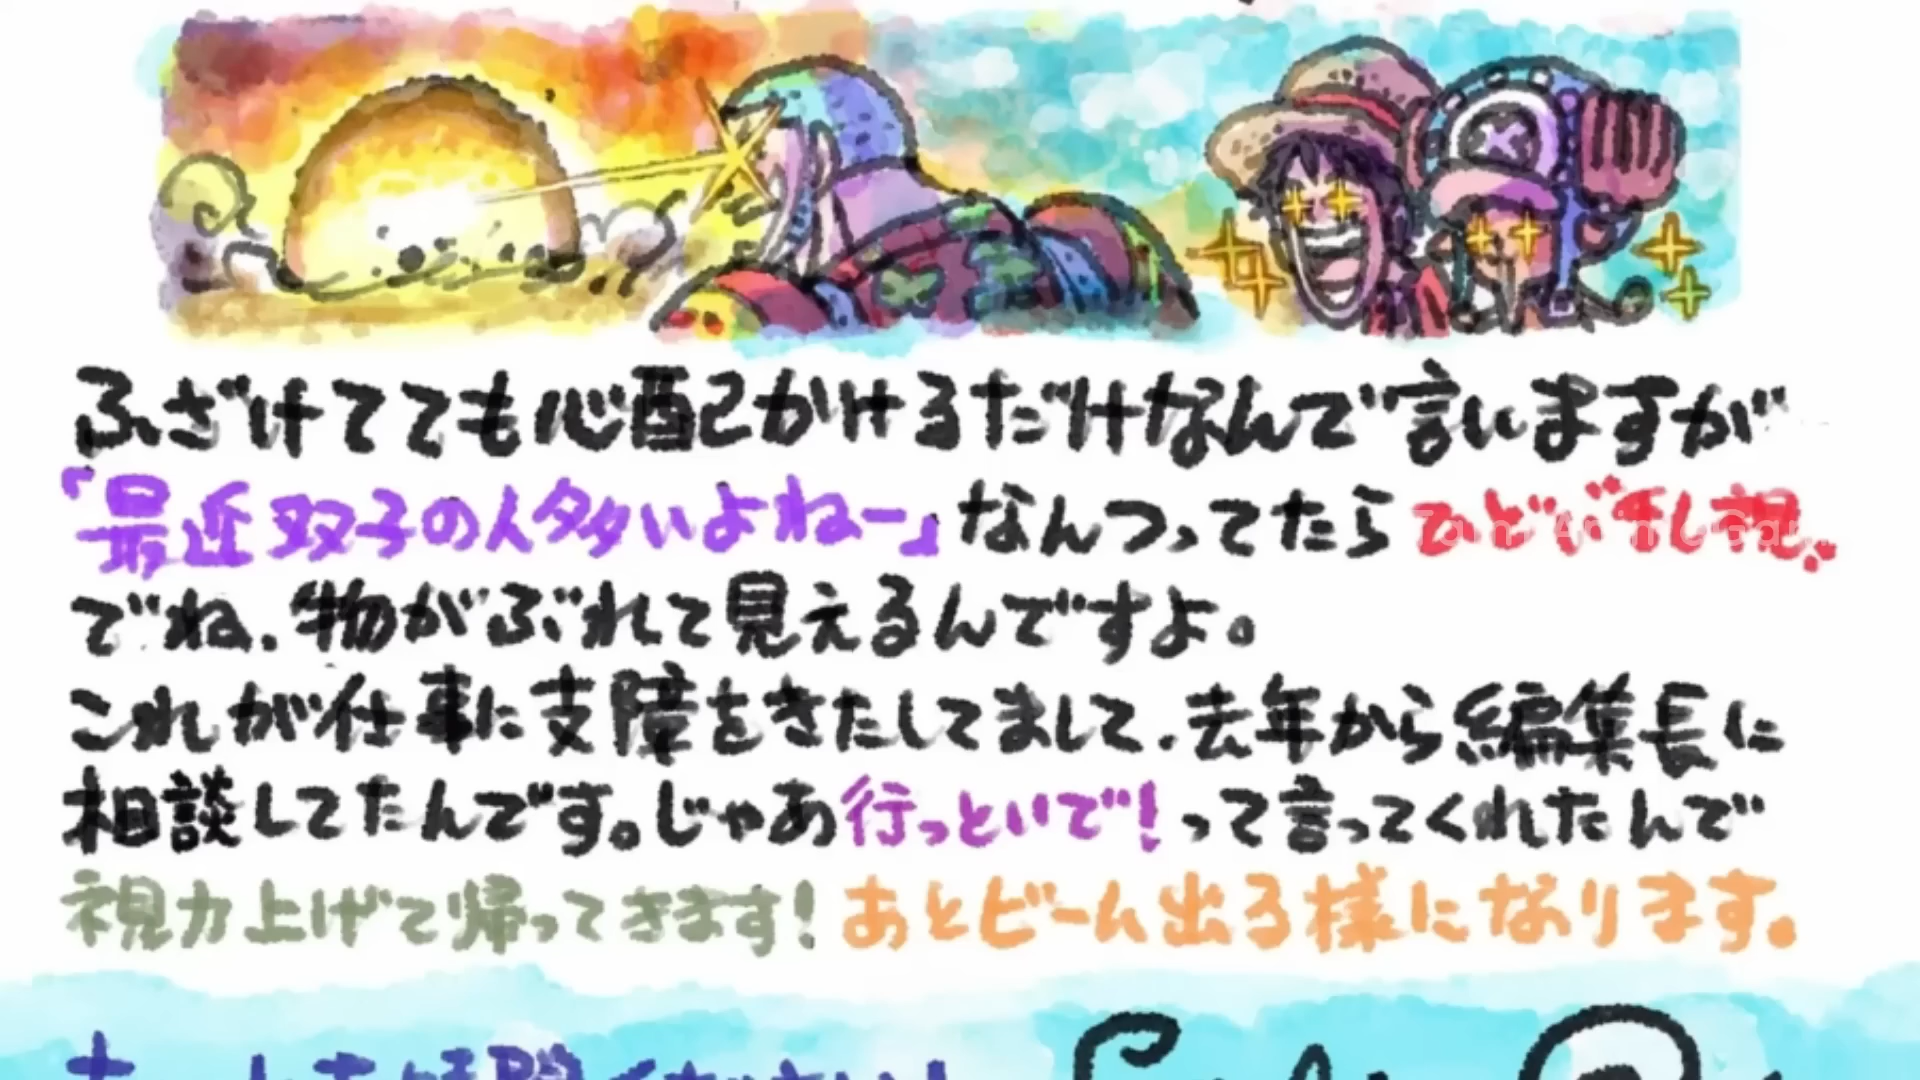 ふざけてても心配かけるだけなんで言いますが
「最近双子の人多いよねー」なんつってたらひどい乱視
でね、物がぶれて見えるんですよ。
これが仕事に支障をきたしてまして、去年から編集長に
相談してたんです。じゃあ行っといで!って言ってくれたんで
視力上げて帰ってきます!あとビーム出る様になります。